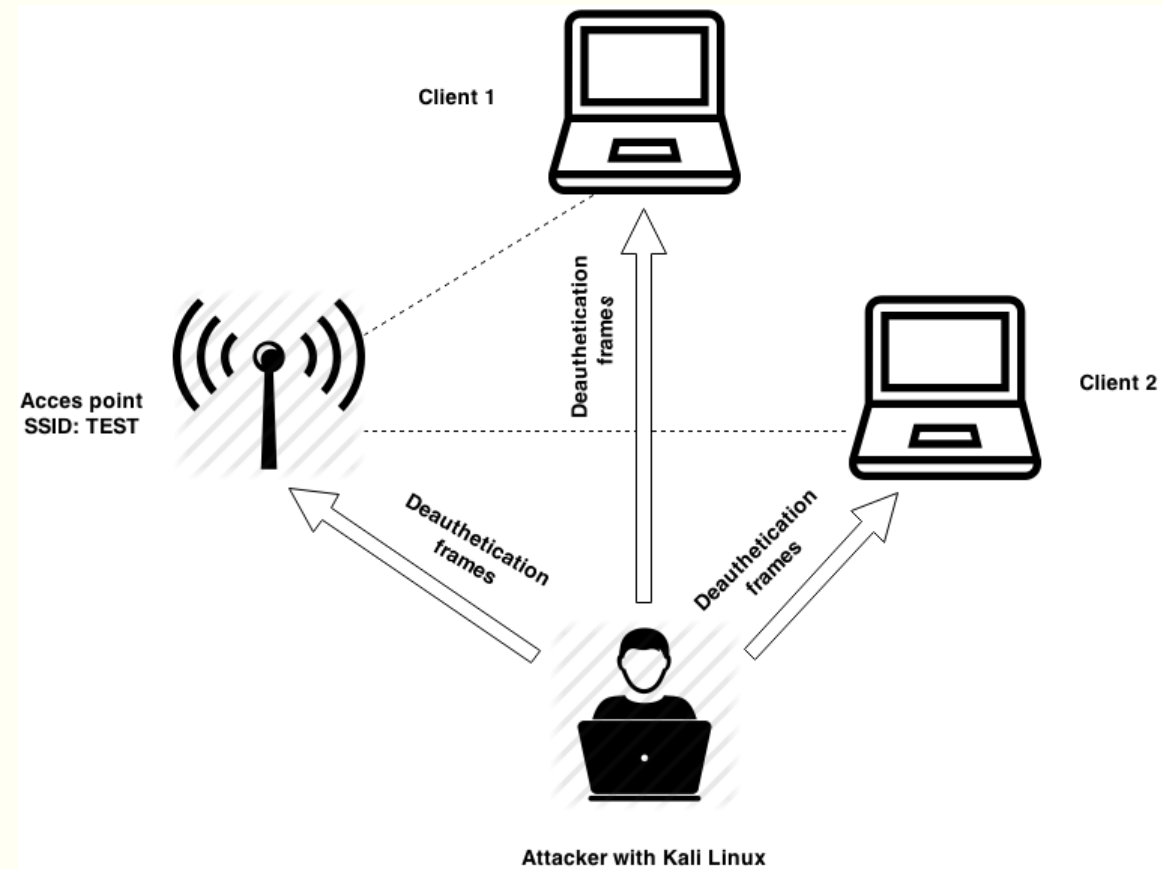 Client 1
Deauthetication
frames
Client 2
Acces point
SSID: TEST
Deauthetication
frames
Deauthetication
frames
Attacker with Kali Linux